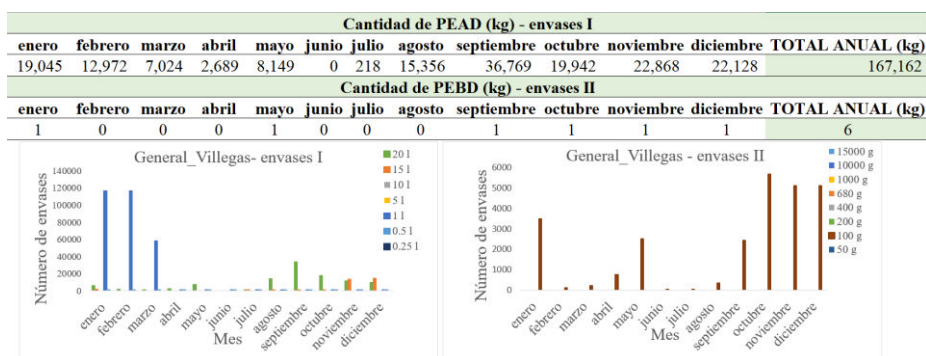 Cantidad de PEAD (kg) - envases I
enero febrero marzo abril mayo junio julio agosto septiembre octubre noviembre diciembre TOTAL ANUAL (kg)
19,045 12,972 7,024 2,689 8,149 0 218 15,356 36,769 19,942 22,868 22,128 167,162
Cantidad de PEBD (kg) - envases II
enero febrero marzo abril mayo junio julio agosto septiembre octubre noviembre diciembre TOTAL ANUAL (kg)
1 0 0 0 1 0 0 0 1 1 1 1 6
General_Villegas- envases I
Número de envases
140000
120000
100000
80000
60000
40000
20000
0
enero
febrero
marzo
abril
mayo
junio
julio
agosto
septiembre
octubre
noviembre
diciembre
Mes
20 l
15 l
10 l
5 l
1 l
0.5 l
0.25 l
General_Villegas - envases II
Número de envases
6000
5000
4000
3000
2000
1000
0
enero
febrero
marzo
abril
mayo
junio
julio
agosto
septiembre
octubre
noviembre
diciembre
Mes
15000 g
10000 g
1000 g
680 g
400 g
200 g
100 g
50 g